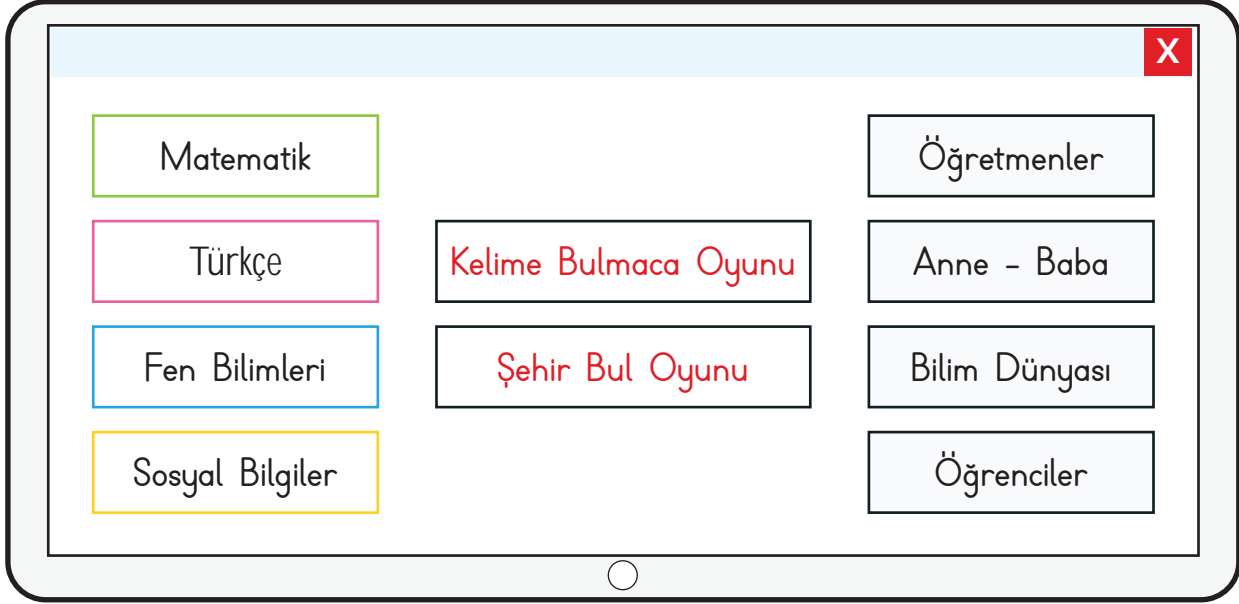 X
Matematik
Türkçe
Fen Bilimleri
Sosyal Bilgiler
Kelime Bulmaca Oyunu
Şehir Bul Oyunu
Öğretmenler
Anne - Baba
Bilim Dünyası
Öğrenciler